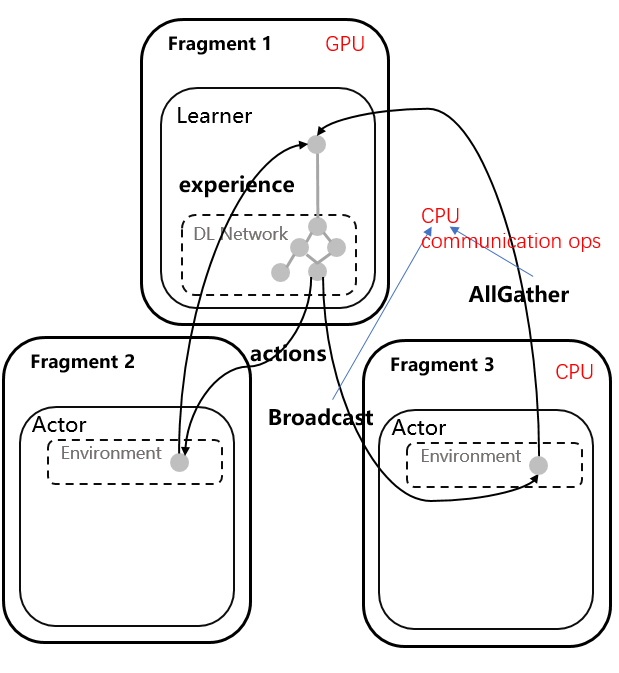 Fragment 1
GPU
Learner
experience
DL Network
CPU
communication ops
AllGather
actions
Broadcast
Fragment 2
Actor
Environment
Fragment 3
CPU
Actor
Environment